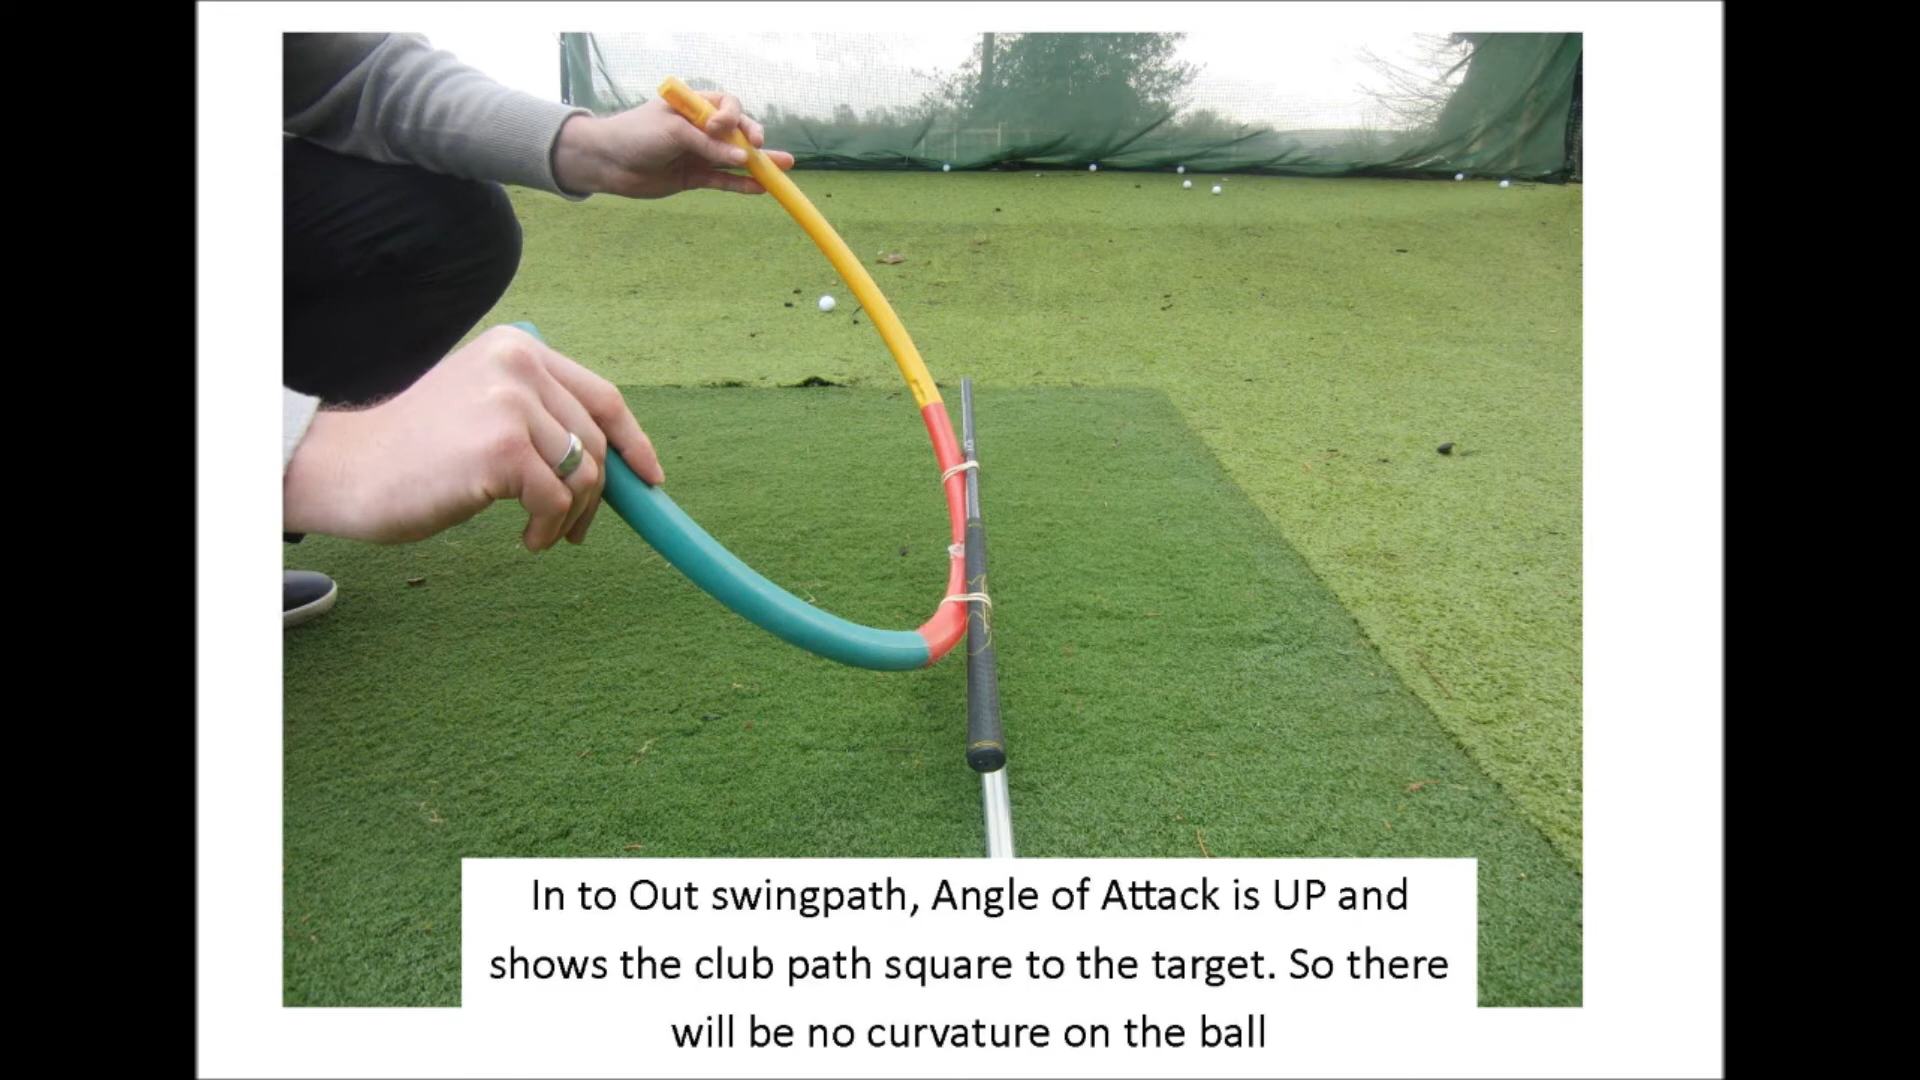 In to Out swingpath, Angle of Attack is UP and
shows the club path square to the target. So there
will be no curvature on the ball